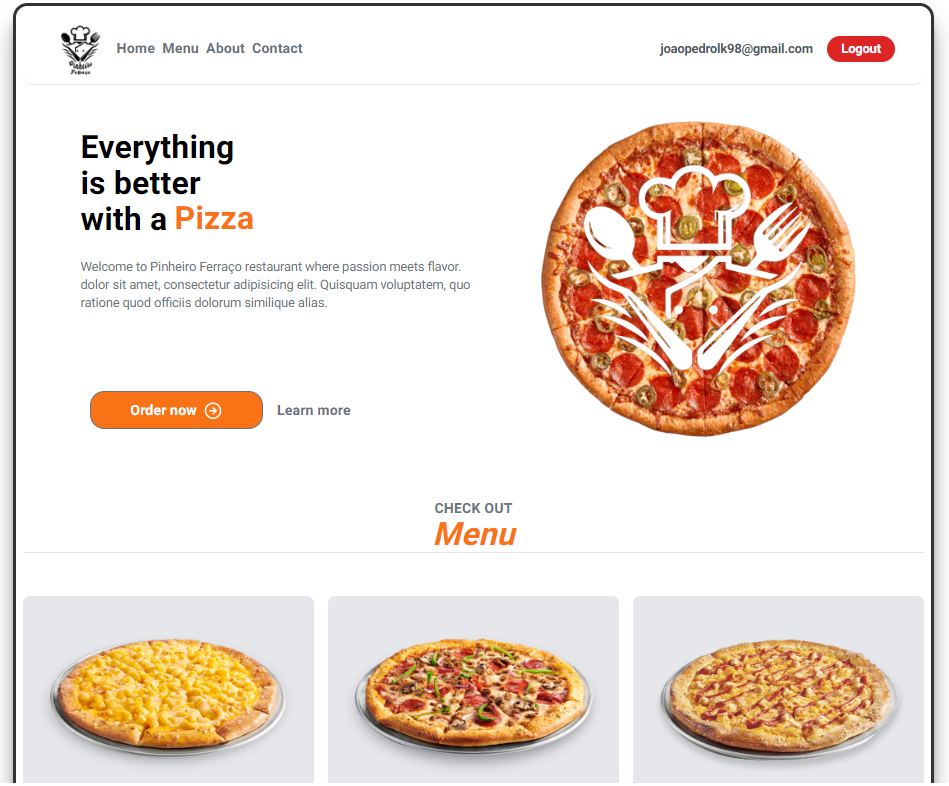 Pinheiro
Ferraço
Home Menu About Contact
joaopedrolk98@gmail.com
Logout
Everything
is better
with a Pizza
Welcome to Pinheiro Ferraço restaurant where passion meets flavor.
dolor sit amet, consectetur adipisicing elit. Quisquam voluptatem, quo
ratione quod officiis dolorum similique alias.
Order now
Learn more
CHECK OUT
Menu